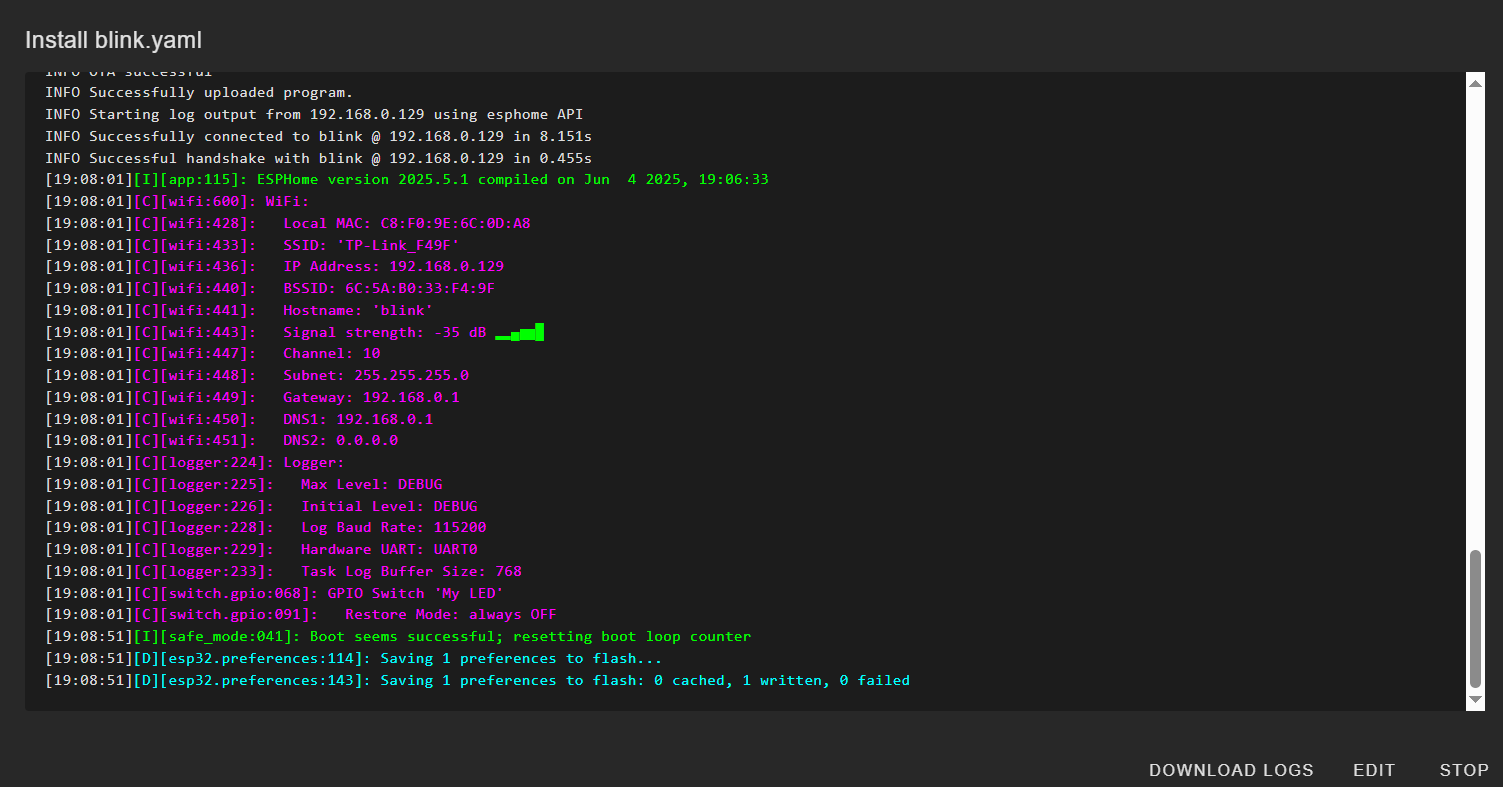 Install blink.yaml
INFO OTA successful
INFO Successfully uploaded program.
INFO Starting log output from 192.168.0.129 using esphome API
INFO Successfully connected to blink @ 192.168.0.129 in 8.151s
INFO Successful handshake with blink @ 192.168.0.129 in 0.455s
[19:08:01][I][app:115]: ESPHome version 2025.5.1 compiled on Jun  4 2025, 19:06:33
[19:08:01][C][wifi:600]: WiFi:
[19:08:01][C][wifi:428]:   Local MAC: C8:F0:9E:6C:0D:A8
[19:08:01][C][wifi:433]:   SSID: 'TP-Link_F49F'
[19:08:01][C][wifi:436]:   IP Address: 192.168.0.129
[19:08:01][C][wifi:440]:   BSSID: 6C:5A:B0:33:F4:9F
[19:08:01][C][wifi:441]:   Hostname: 'blink'
[19:08:01][C][wifi:443]:   Signal strength: -35 dB ▂▄▆█
[19:08:01][C][wifi:447]:   Channel: 10
[19:08:01][C][wifi:448]:   Subnet: 255.255.255.0
[19:08:01][C][wifi:449]:   Gateway: 192.168.0.1
[19:08:01][C][wifi:450]:   DNS1: 192.168.0.1
[19:08:01][C][wifi:451]:   DNS2: 0.0.0.0
[19:08:01][C][logger:224]: Logger:
[19:08:01][C][logger:225]:   Max Level: DEBUG
[19:08:01][C][logger:226]:   Initial Level: DEBUG
[19:08:01][C][logger:228]:   Log Baud Rate: 115200
[19:08:01][C][logger:229]:   Hardware UART: UART0
[19:08:01][C][logger:233]:   Task Log Buffer Size: 768
[19:08:01][C][switch.gpio:068]: GPIO Switch 'My LED'
[19:08:01][C][switch.gpio:091]:   Restore Mode: always OFF
[19:08:51][I][safe_mode:041]: Boot seems successful; resetting boot loop counter
[19:08:51][D][esp32.preferences:114]: Saving 1 preferences to flash...
[19:08:51][D][esp32.preferences:143]: Saving 1 preferences to flash: 0 cached, 1 written, 0 failed
DOWNLOAD LOGS EDIT STOP